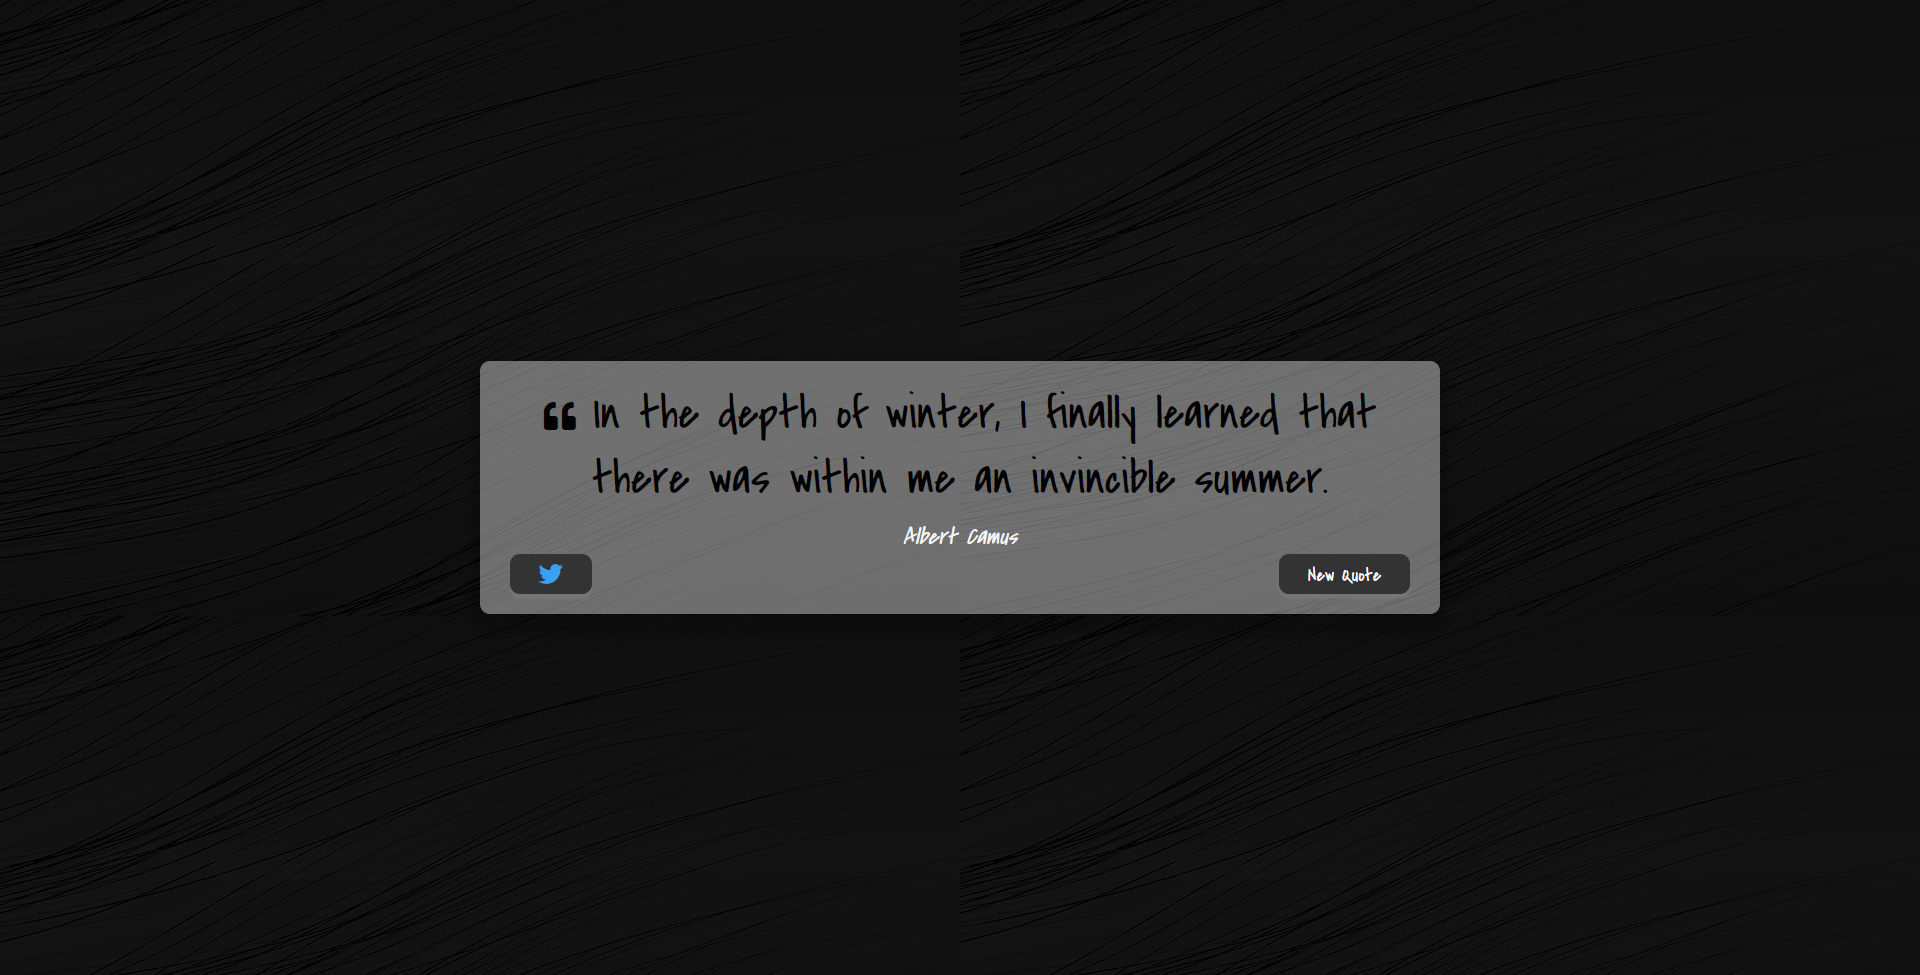 “ In the depth of winter, I finally learned that
there was within me an invincible summer.
Albert Camus
New Quote